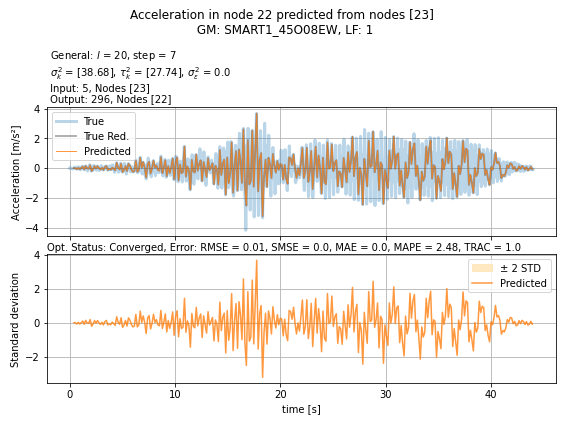 Acceleration in node 22 predicted from nodes [23]
GM: SMART1_45O08EW, LF: 1
General: l = 20, step = 7
σ²ₖ = [38.68], τ²ₖ = [27.74], σ²ε = 0.0
Input: 5, Nodes [23]
Output: 296, Nodes [22]
4
2
0
−2
−4
Acceleration [m/s²]
True
True Red.
Predicted
Opt. Status: Converged, Error: RMSE = 0.01, SMSE = 0.0, MAE = 0.0, MAPE = 2.48, TRAC = 1.0
4
2
0
−2
Standard deviation
± 2 STD
Predicted
0 10 20 30 40
time [s]